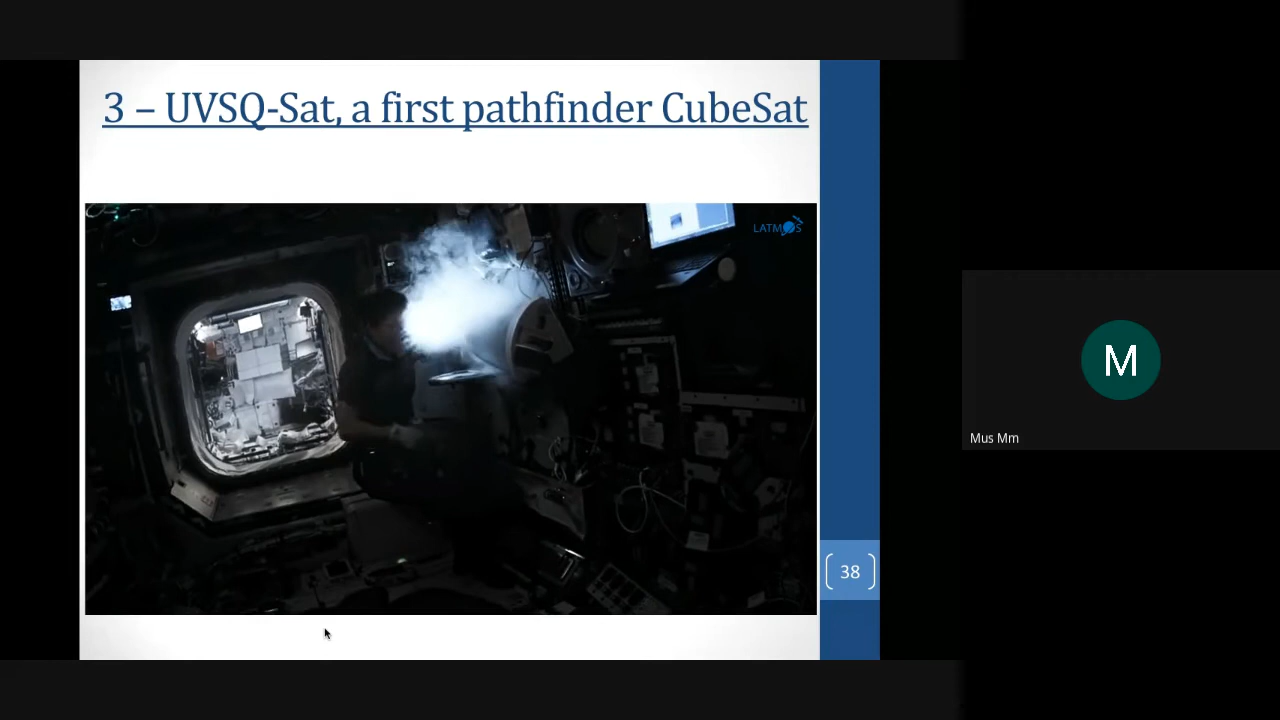 3 – UVSQ-Sat, a first pathfinder CubeSat
LATMOS
38
M
Mus Mm